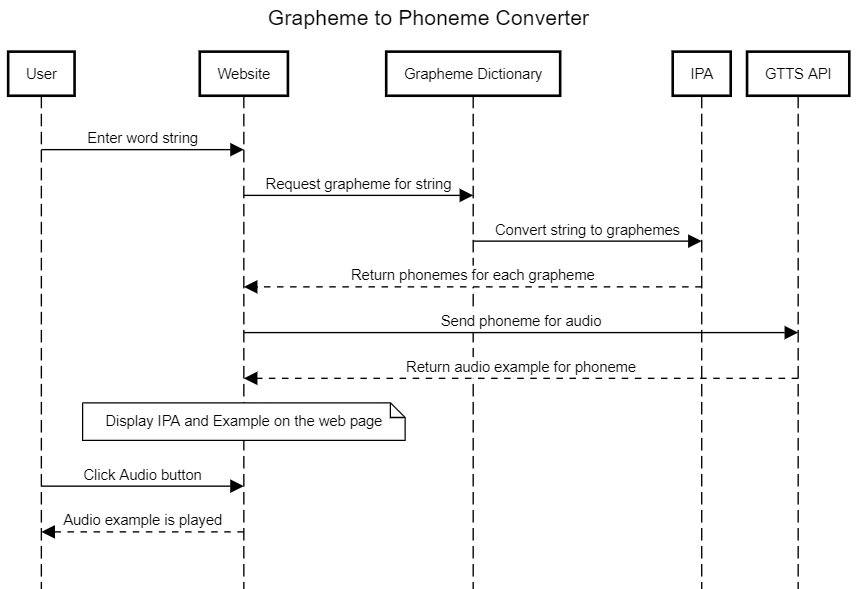 Grapheme to Phoneme Converter
User
Website
Grapheme Dictionary
IPA
GTTS API
Enter word string
Request grapheme for string
Convert string to graphemes
Return phonemes for each grapheme
Send phoneme for audio
Return audio example for phoneme
Display IPA and Example on the web page
Click Audio button
Audio example is played